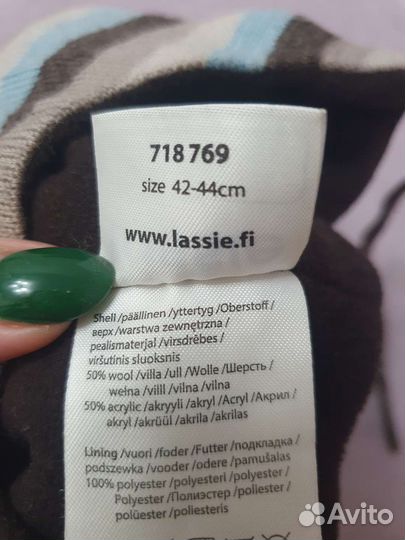 718 769
size 42-44cm
www.lassie.fi
Shell /päällinen /yttertyg /Oberstoff /
верх /warstwa zewnętrzna /
pealismaterjal /virsdrēbes/
viršutinis sluoksnis
50% wool /villa /ull /Wolle /Шерсть /
wełna /villi /vilna /vilna
50% acrylic /akryyli /akryl /Acryl /Акрил /
akryl /akrüül /akrila /akrilas
Lining /vuori /foder /Futter /подкладка /
podszewka /vooder /odere /pamušalas
100% polyester /polyesteri /polyester /
Polyester /Полиэстер /poliester /
polüester /poliesteris
Avito